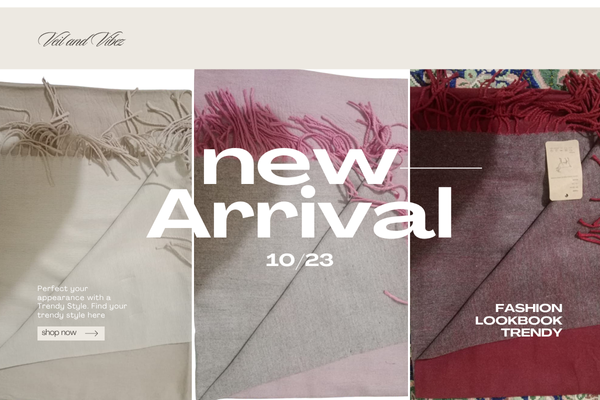 Veil and Vibez
new
Arrival
10/23
Perfect your
appearance with a
Trendy Style. Find your
trendy style here
shop now
FASHION
LOOKBOOK
TRENDY